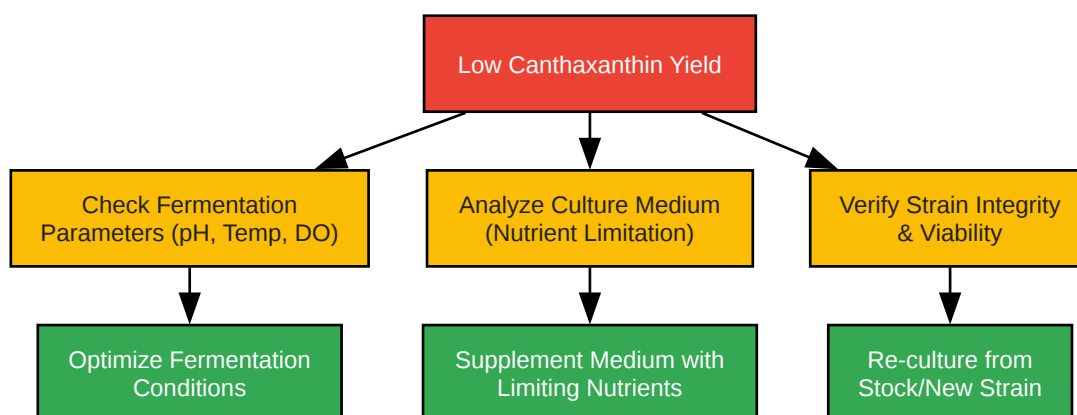 Low Canthaxanthin Yield
Check Fermentation
Parameters (pH, Temp, DO)
Analyze Culture Medium
(Nutrient Limitation)
Verify Strain Integrity
& Viability
Optimize Fermentation
Conditions
Supplement Medium with
Limiting Nutrients
Re-culture from
Stock/New Strain